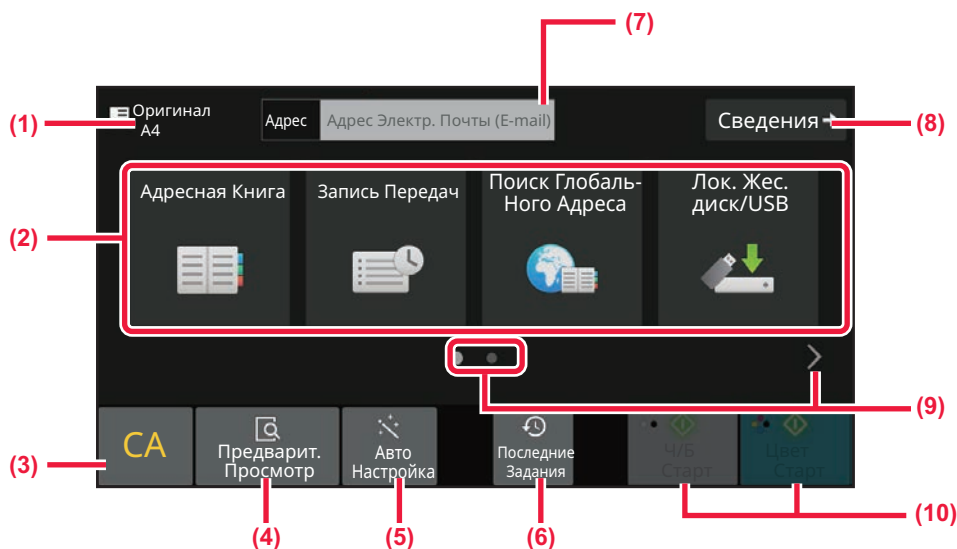 (7)
(1)
Оригинал
A4
Адрес
Адрес Электр. Почты (E-mail)
Сведения
(8)
(2)
Адресная Книга
Запись Передач
Поиск Глобаль-
Ного Адреса
Лок. Жес.
диск/USB
(9)
(3)
CA
Предварит.
Просмотр
Авто
Настройка
Последние
Задания
Ч/Б
Старт
Цвет
Старт
(4)
(5)
(6)
(10)